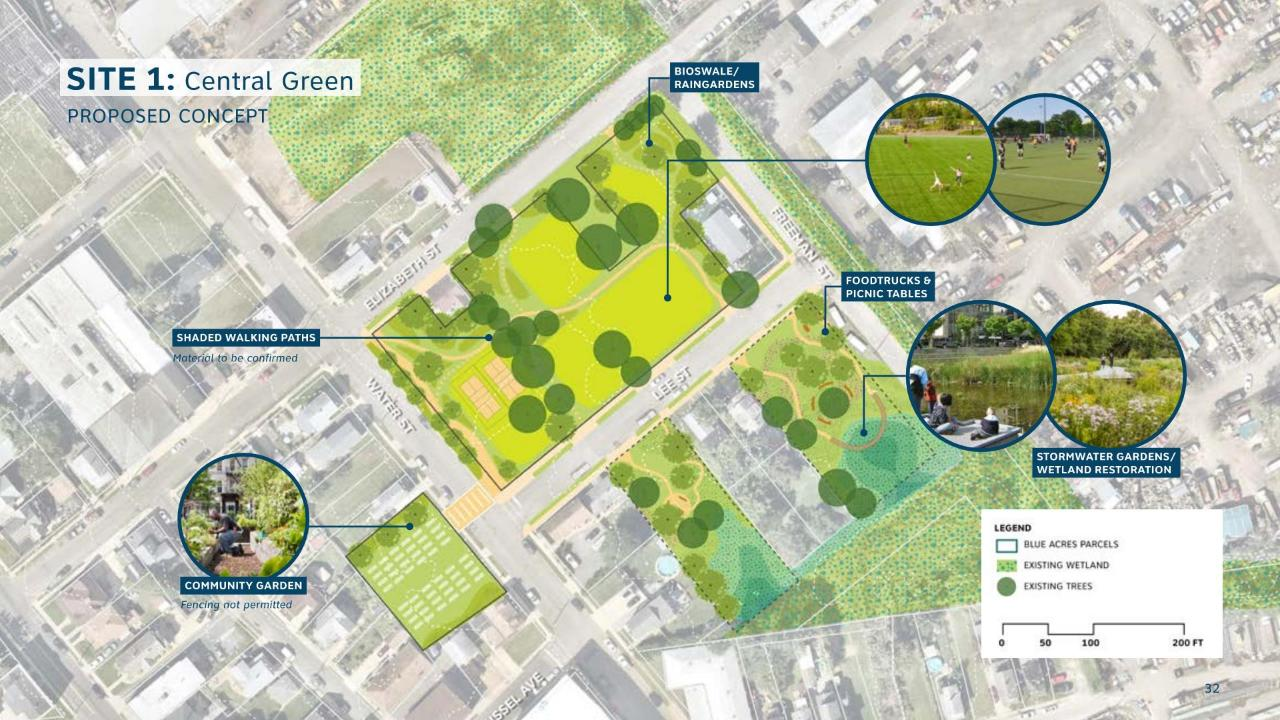 SITE 1: Central Green
PROPOSED CONCEPT
BIOSWALE/
RAINGARDENS
ELIZABETH ST
FREEMAN ST
FOODTRUCKS &
PICNIC TABLES
SHADED WALKING PATHS
Material to be confirmed
WATER ST
LEE ST
STORMWATER GARDENS/
WETLAND RESTORATION
COMMUNITY GARDEN
Fencing not permitted
LEGEND
BLUE ACRES PARCELS
EXISTING WETLAND
EXISTING TREES
0 50 100 200 FT
SSEL AVE
32